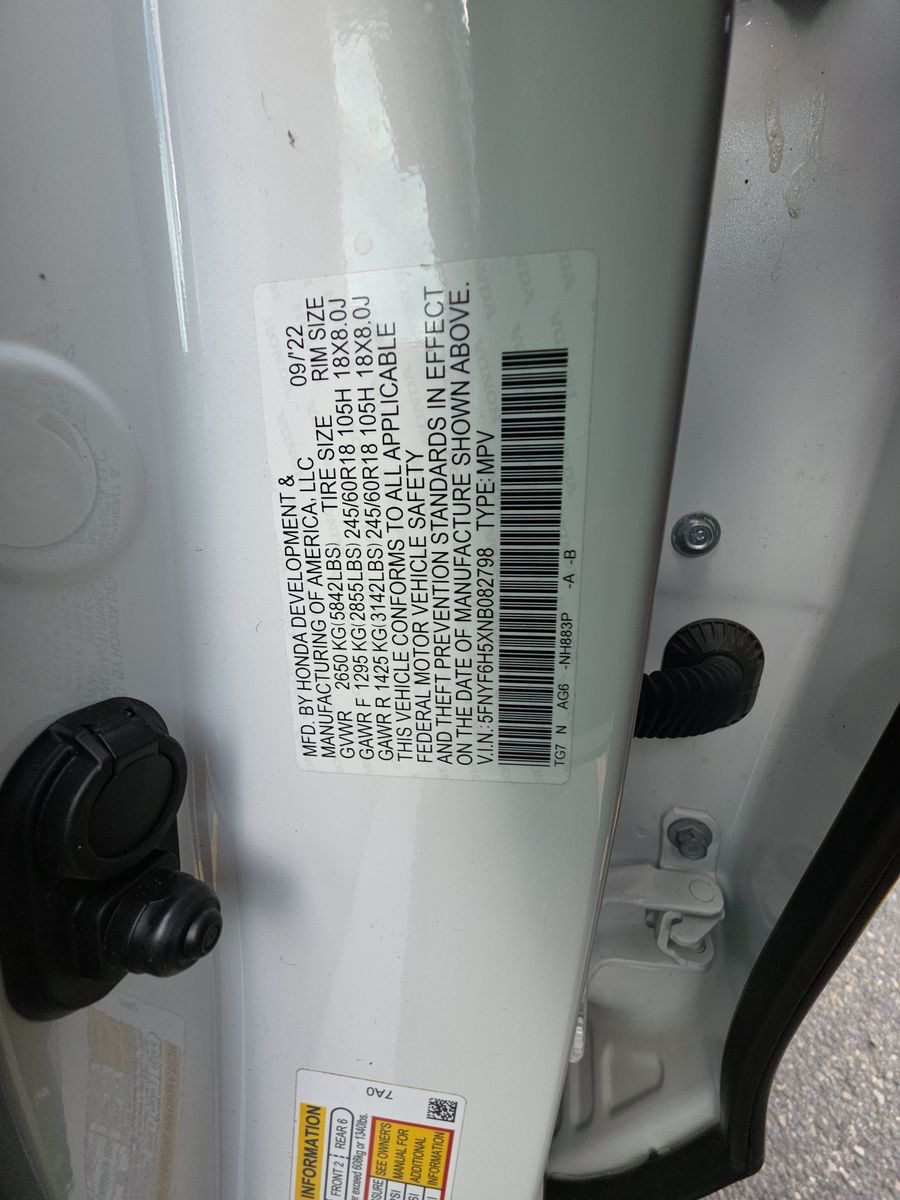 MFD. BY HONDA DEVELOPMENT &
MANUFACTURING OF AMERICA, LLC 09/'22
GVWR 2650 KG(5842LBS) TIRE SIZE RIM SIZE
GAWR F 1295 KG(2855LBS) 245/60R18 105H 18X8.0J
GAWR R 1425 KG(3142LBS) 245/60R18 105H 18X8.0J
THIS VEHICLE CONFORMS TO ALL APPLICABLE
FEDERAL MOTOR VEHICLE SAFETY
AND THEFT PREVENTION STANDARDS IN EFFECT
ON THE DATE OF MANUFACTURE SHOWN ABOVE.
V.I.N.:5FNYF6H5XNB082798 TYPE:MPV
TG7 N AG6 -NH883P -A -B
7A0
INFORMATION
FRONT 2 REAR 6
exceed 608kg or 1340lbs.
SEE OWNER'S
MANUAL FOR
ADDITIONAL
INFORMATION